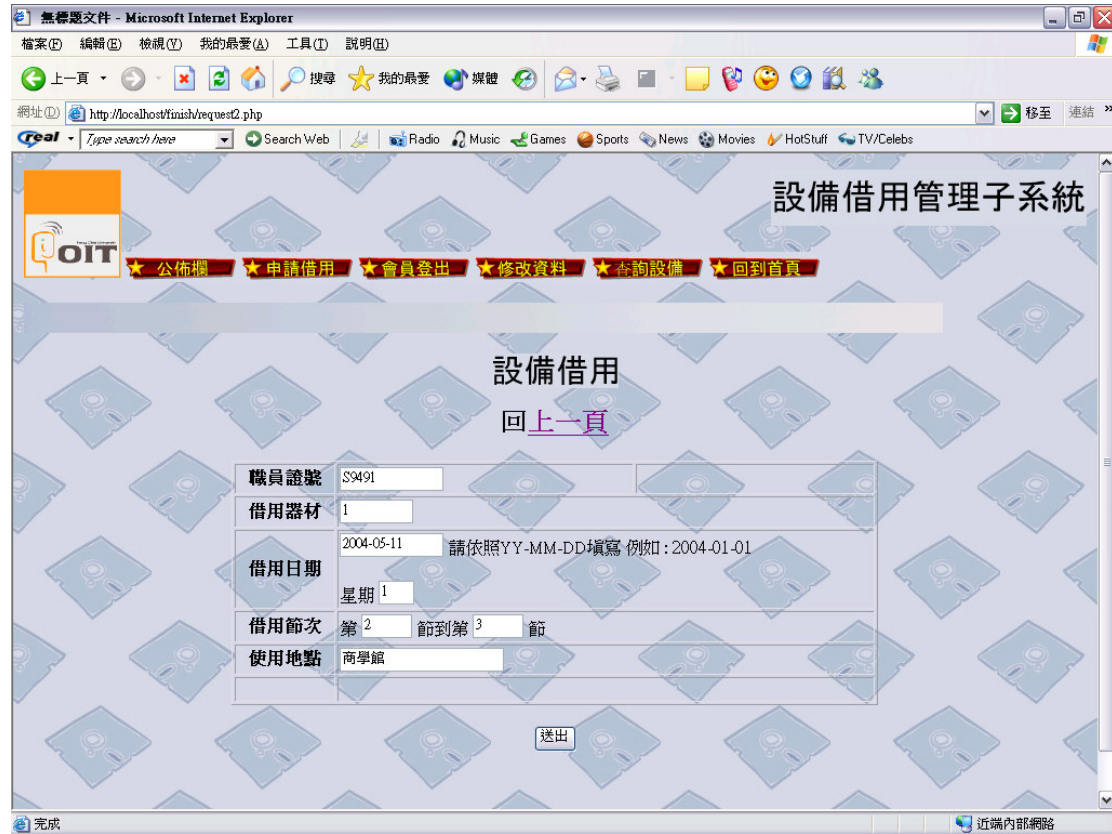 無標題文件 - Microsoft Internet Explorer
檔案(F) 編輯(E) 檢視(V) 我的最愛(A) 工具(T) 說明(H)
上一頁 搜尋 我的最愛 媒體
網址(D) http://localhost/finish/request2.php 移至 連結 »
real Type search here Search Web Radio Music Games Sports News Movies HotStuff TV/Celebs
設備借用管理子系統
OIT
公佈欄 申請借用 會員登出 修改資料 查詢設備 回到首頁
設備借用
回上一頁
職員證號 S9491
借用器材 1
借用日期 2004-05-11 請依照YY-MM-DD填寫 例如 : 2004-01-01
星期 1
借用節次 第 2 節到第 3 節
使用地點 商學館
送出
完成 近端內部網路